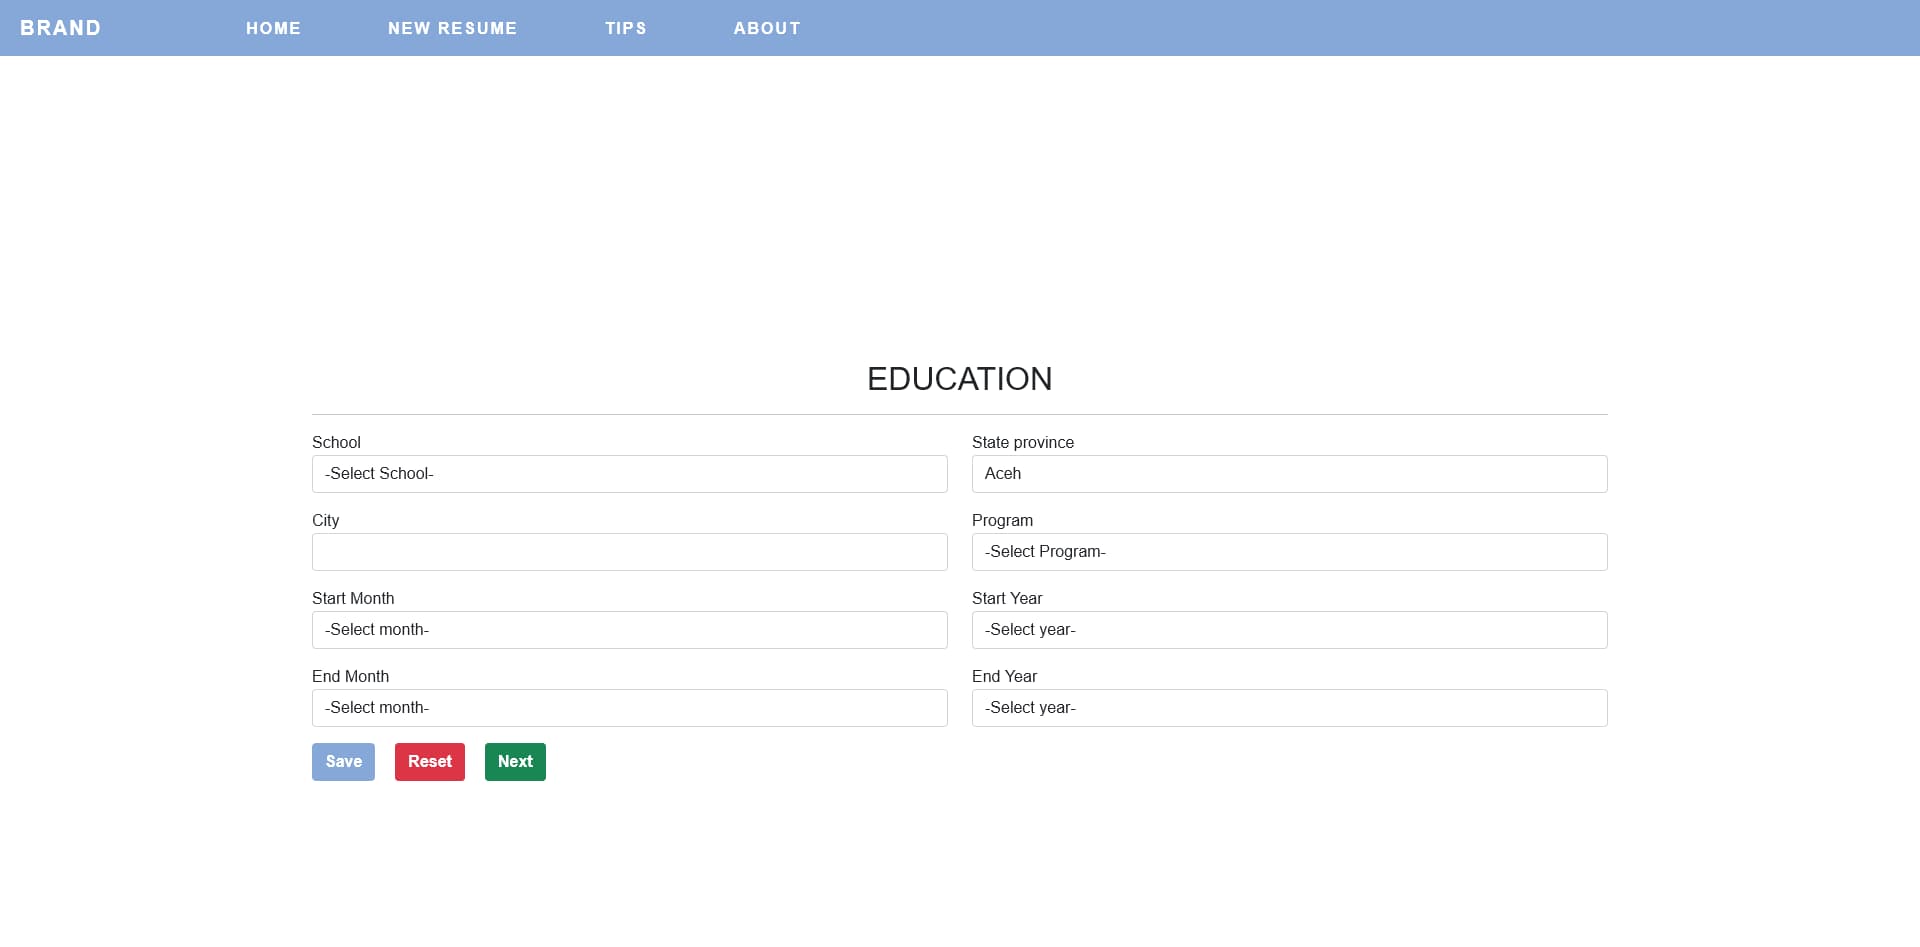 BRAND HOME NEW RESUME TIPS ABOUT
EDUCATION
School State province
-Select School- Aceh
City Program
-Select Program-
Start Month Start Year
-Select month- -Select year-
End Month End Year
-Select month- -Select year-
Save Reset Next